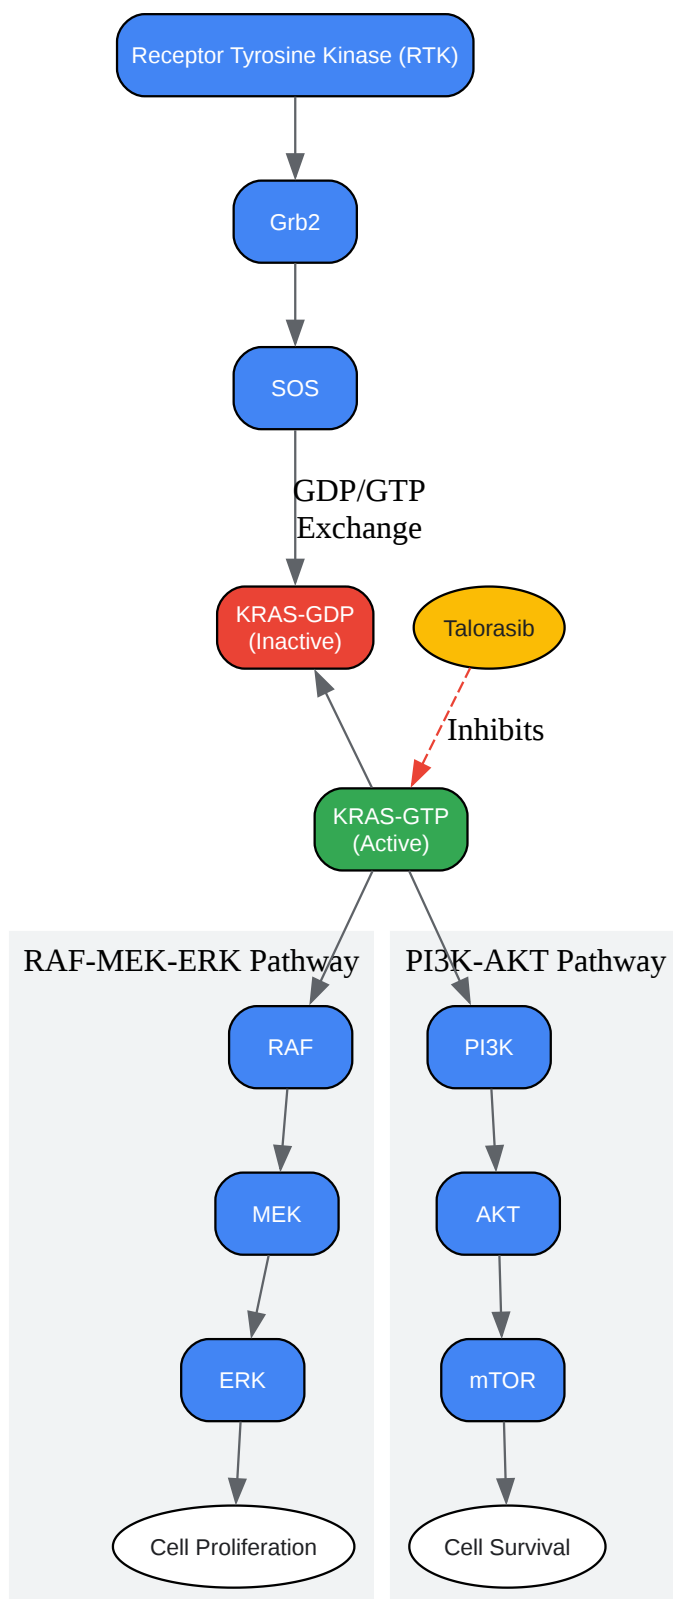 Receptor Tyrosine Kinase (RTK)
Grb2
SOS
GDP/GTP
Exchange
KRAS-GDP
(Inactive)
Talorasib
Inhibits
KRAS-GTP
(Active)
RAF-MEK-ERK Pathway
PI3K-AKT Pathway
RAF
PI3K
MEK
AKT
ERK
mTOR
Cell Proliferation
Cell Survival